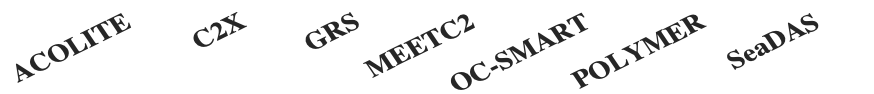 ACOLITE
C2X
GRS
MEETC2
OC-SMART
POLYMER
SeaDAS